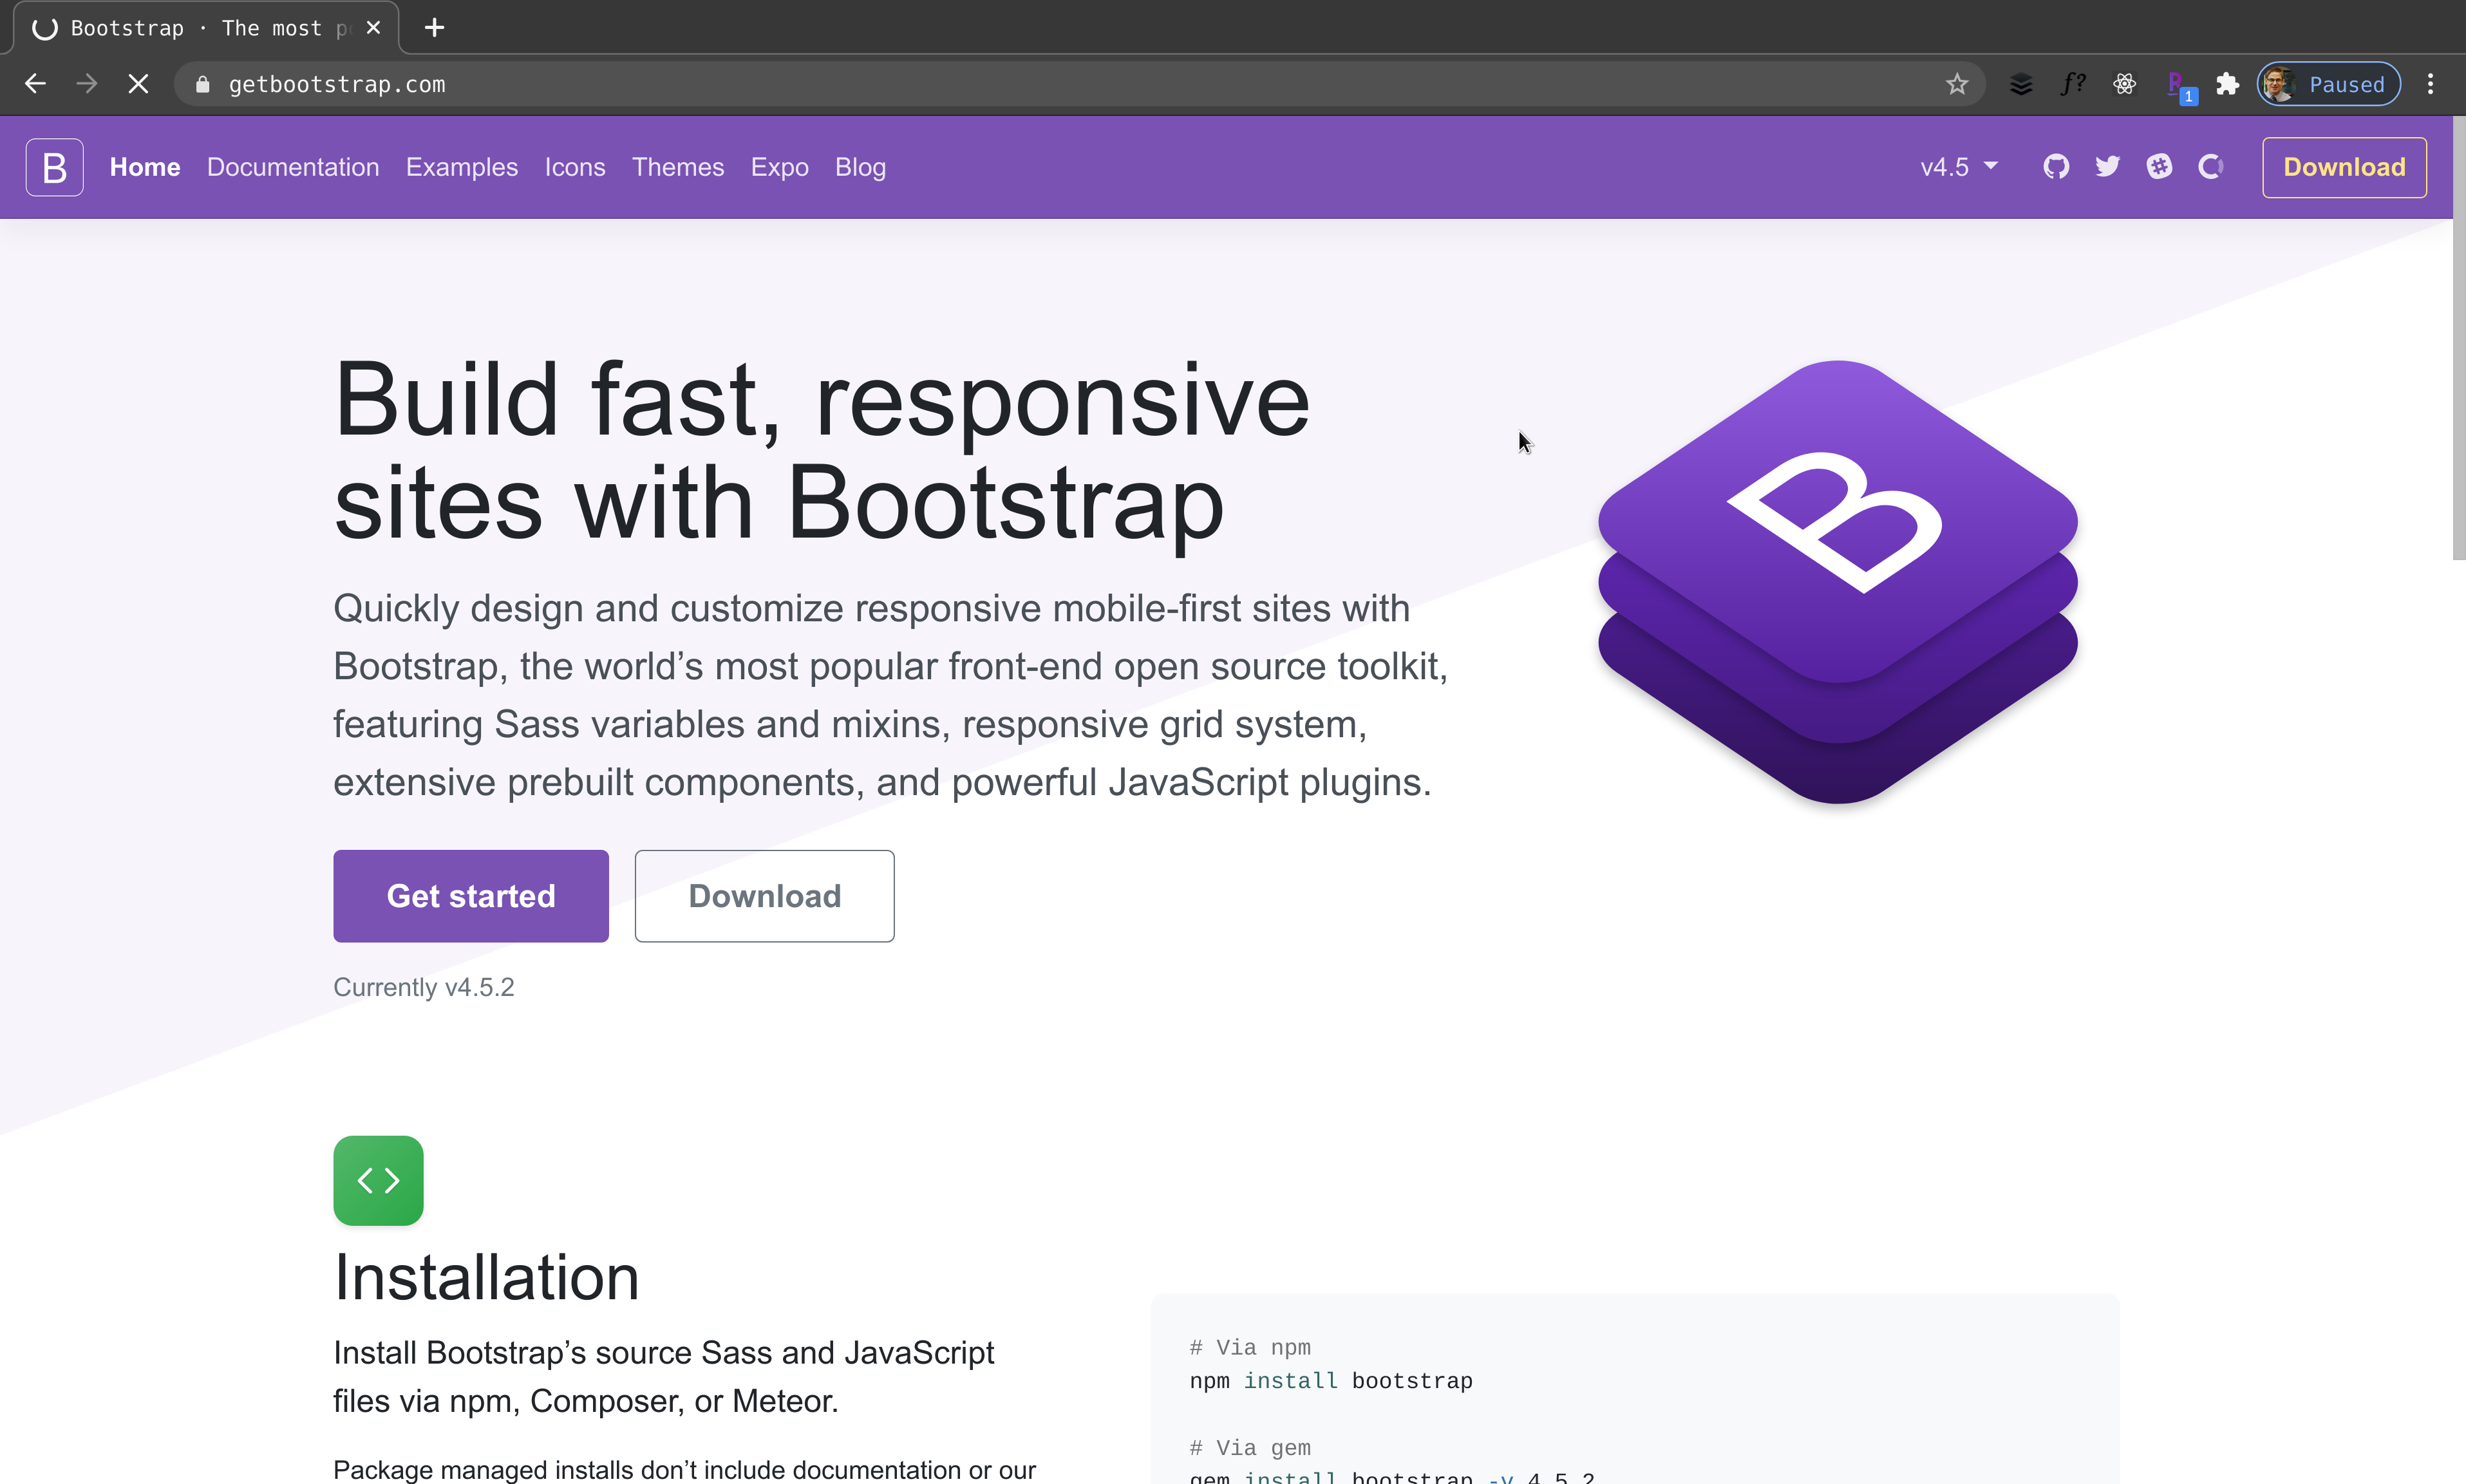 Bootstrap · The most p
getbootstrap.com
1
Paused
B
Home Documentation Examples Icons Themes Expo Blog
v4.5
Download
Build fast, responsive
sites with Bootstrap
B
Quickly design and customize responsive mobile-first sites with
Bootstrap, the world’s most popular front-end open source toolkit,
featuring Sass variables and mixins, responsive grid system,
extensive prebuilt components, and powerful JavaScript plugins.
Get started
Download
Currently v4.5.2
Installation
Install Bootstrap’s source Sass and JavaScript
files via npm, Composer, or Meteor.
Package managed installs don’t include documentation or our
# Via npm
npm install bootstrap
# Via gem
gem install bootstrap -v 4.5.2